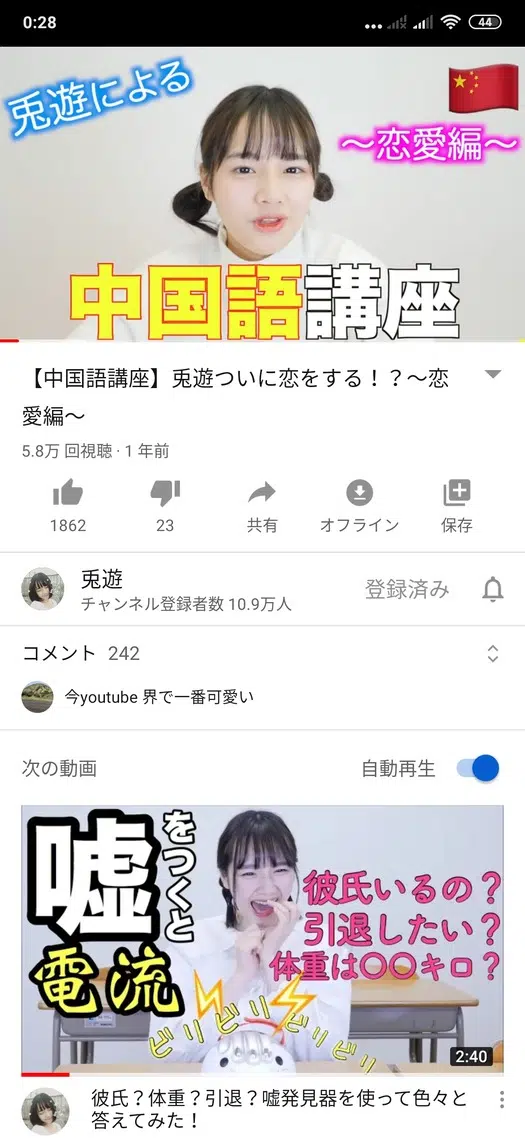 0:28
44
兎遊による
～恋愛編～
中国語講座
【中国語講座】兎遊ついに恋をする！？～恋
愛編～
5.8万 回視聴 · 1 年前
1862
23
共有
オフライン
保存
兎遊
チャンネル登録者数 10.9万人
登録済み
コメント 242
今youtube 界で一番可愛い
次の動画
自動再生
嘘
をつくと
電流
彼氏いるの？
引退したい？
体重は〇〇キロ？
ビリビリビリビリ
2:40
彼氏？体重？引退？嘘発見器を使って色々と
答えてみた！